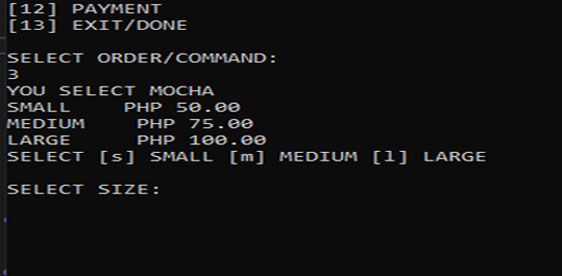 [12] PAYMENT
[13] EXIT/DONE
SELECT ORDER/COMMAND:
3
YOU SELECT MOCHA
SMALL PHP 50.00
MEDIUM PHP 75.00
LARGE PHP 100.00
SELECT [s] SMALL [m] MEDIUM [l] LARGE
SELECT SIZE: